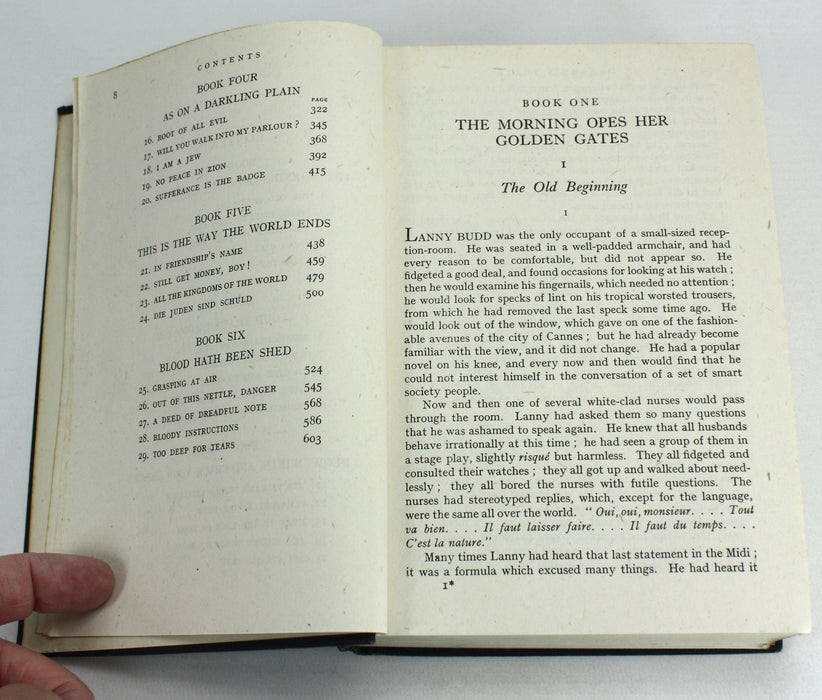 8
CONTENTS
BOOK FOUR
AS ON A DARKLING PLAIN
PAGE
16. ROOT OF ALL EVIL 322
17. WILL YOU WALK INTO MY PARLOUR? 345
18. I AM A JEW 368
19. NO PEACE IN ZION 392
20. SUFFERANCE IS THE BADGE 415
BOOK FIVE
THIS IS THE WAY THE WORLD ENDS
21. IN FRIENDSHIP'S NAME 438
22. STILL GET MONEY, BOY! 459
23. ALL THE KINGDOMS OF THE WORLD 479
24. DIE JUDEN SIND SCHULD 500
BOOK SIX
BLOOD HATH BEEN SHED
25. GRASPING AT AIR 524
26. OUT OF THIS NETTLE, DANGER 545
27. A DEED OF DREADFUL NOTE 568
28. BLOODY INSTRUCTIONS 586
29. TOO DEEP FOR TEARS 603
BOOK ONE
THE MORNING OPES HER
GOLDEN GATES
I
The Old Beginning
I
LANNY BUDD was the only occupant of a small-sized recep-
tion-room. He was seated in a well-padded armchair, and had
every reason to be comfortable, but did not appear so. He
fidgeted a good deal, and found occasions for looking at his watch;
then he would examine his fingernails, which needed no attention;
he would look for specks of lint on his tropical worsted trousers,
from which he had removed the last speck some time ago. He
would look out of the window, which gave on one of the fashion-
able avenues of the city of Cannes; but he had already become
familiar with the view, and it did not change. He had a popular
novel on his knee, and every now and then would find that he
could not interest himself in the conversation of a set of smart
society people.
Now and then one of several white-clad nurses would pass
through the room. Lanny had asked them so many questions
that he was ashamed to speak again. He knew that all husbands
behave irrationally at this time; he had seen a group of them in
a stage play, slightly risqué but harmless. They all fidgeted and
consulted their watches; they all got up and walked about need-
lessly; they all bored the nurses with futile questions. The
nurses had stereotyped replies, which, except for the language,
were the same all over the world. "Oui, oui, monsieur. . . . Tout
va bien. . . . Il faut laisser faire. . . . Il faut du temps. . . .
C'est la nature."
Many times Lanny had heard that last statement in the Midi;
it was a formula which excused many things. He had heard it
1*